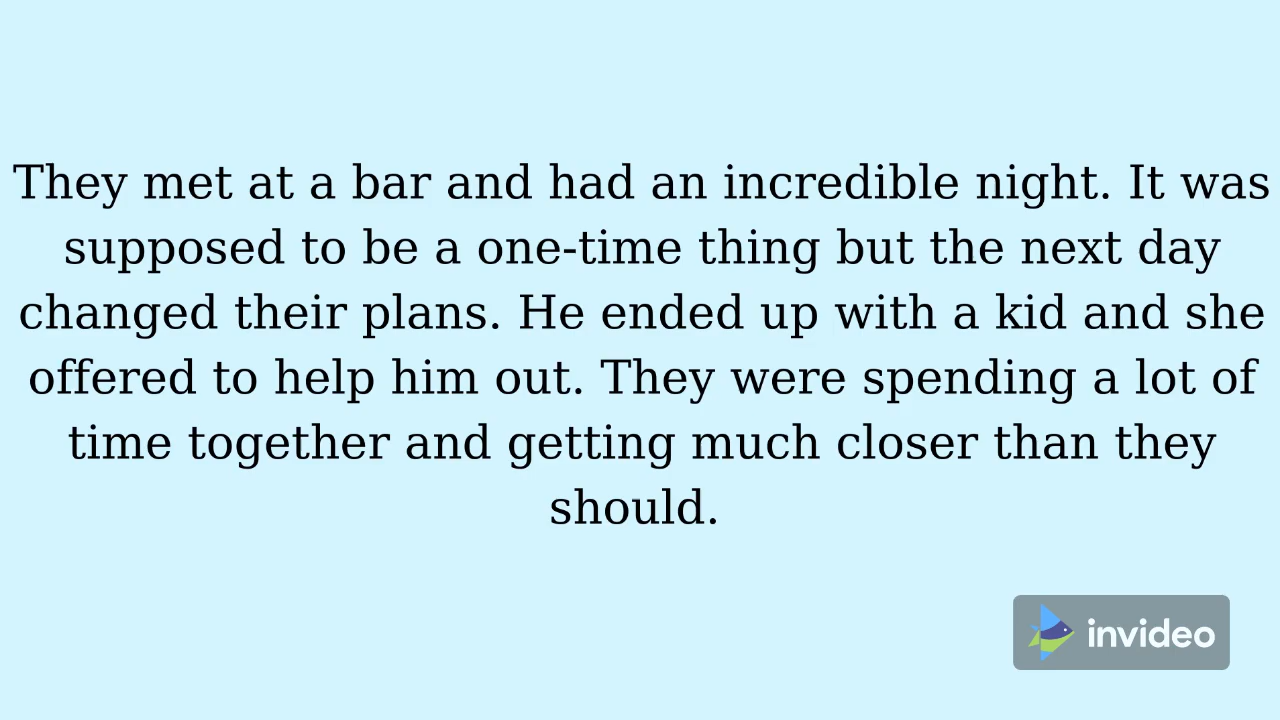 They met at a bar and had an incredible night. It was
supposed to be a one-time thing but the next day
changed their plans. He ended up with a kid and she
offered to help him out. They were spending a lot of
time together and getting much closer than they
should.
invideo